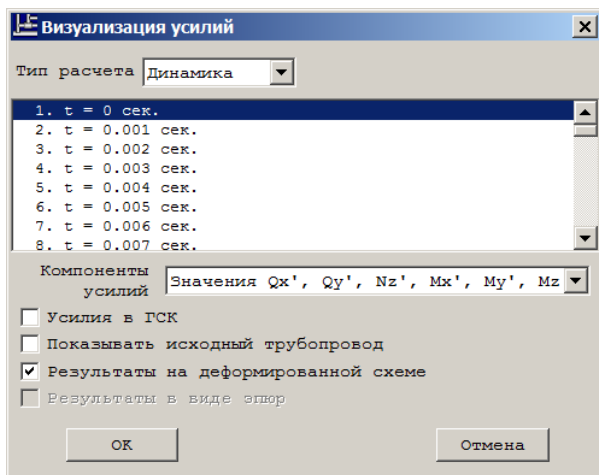 Визуализация усилий
Тип расчета Динамика
1. t = 0 сек.
2. t = 0.001 сек.
3. t = 0.002 сек.
4. t = 0.003 сек.
5. t = 0.004 сек.
6. t = 0.005 сек.
7. t = 0.006 сек.
8. t = 0.007 сек.
Компоненты
усилий Значения Qx', Qy', Nz', Mx', My', Mz
Усилия в ГСК
Показывать исходный трубопровод
Результаты на деформированной схеме
Результаты в виде эпюр
OK Отмена